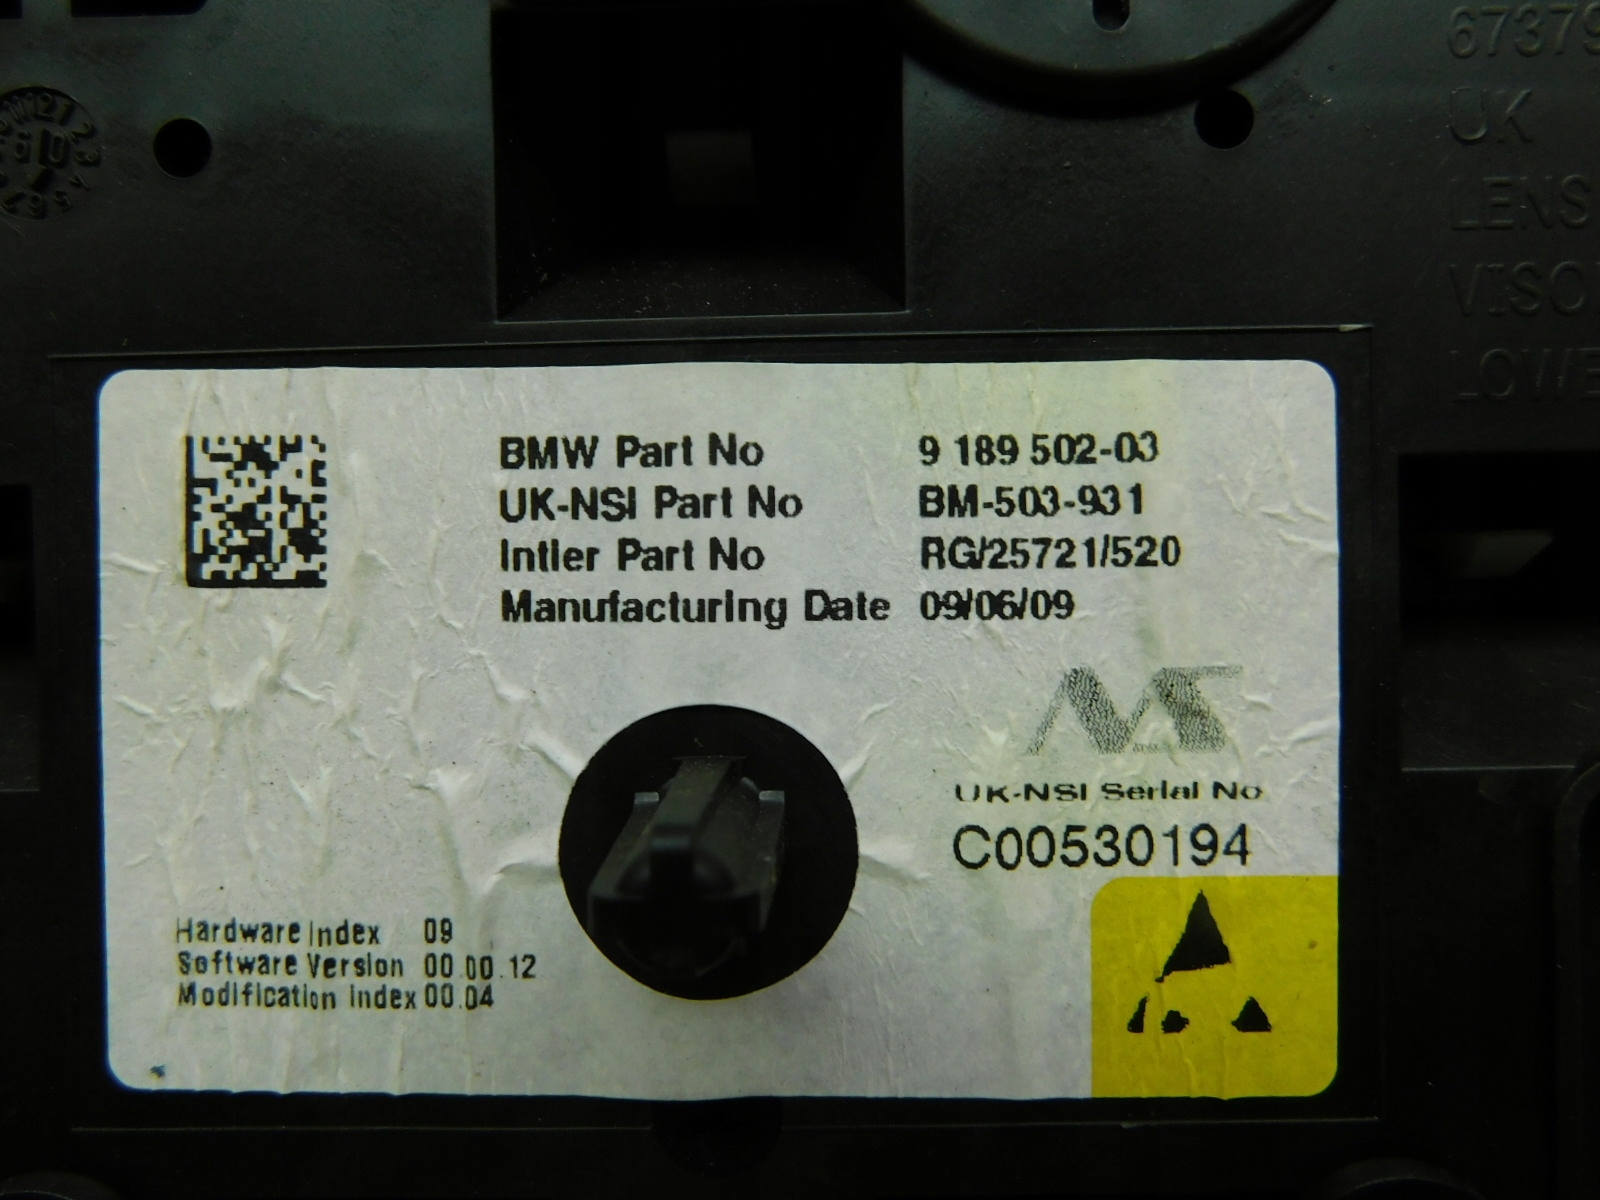 UK
BMW Part No 9 189 502-03
UK-NSI Part No BM-503-931
Intier Part No RG/25721/520
Manufacturing Date 09/06/09
NS
UK-NSI Serial No
C00530194
Hardware Index 09
Software Version 00.00.12
Modification Index 00.04